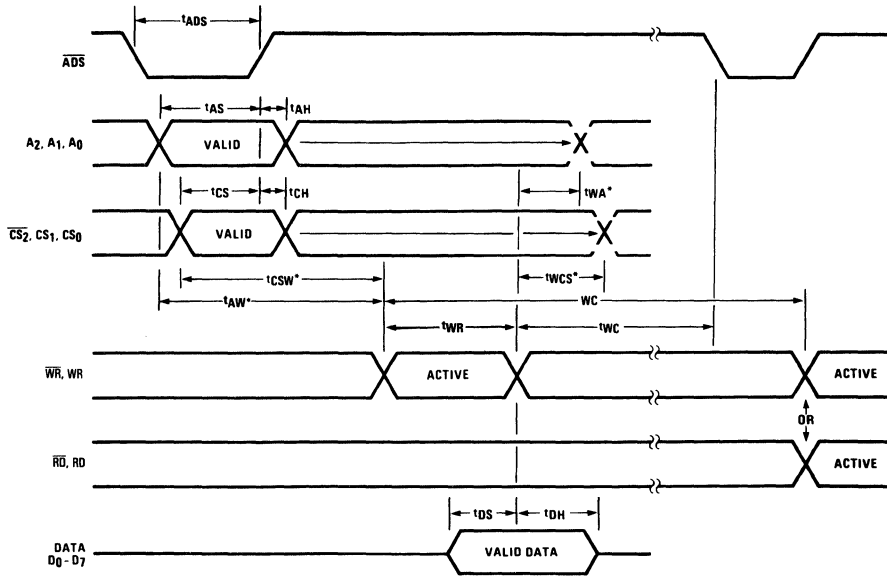 tADS
ADS
tAS tAH
A2, A1, A0 VALID
tCS tCH tWA*
CS2, CS1, CS0 VALID
tCSW* tWCS*
tAW* WC
tWR tWC
WR, WR ACTIVE ACTIVE
OR
RD, RD ACTIVE
tDS tDH
DATA
D0-D7 VALID DATA